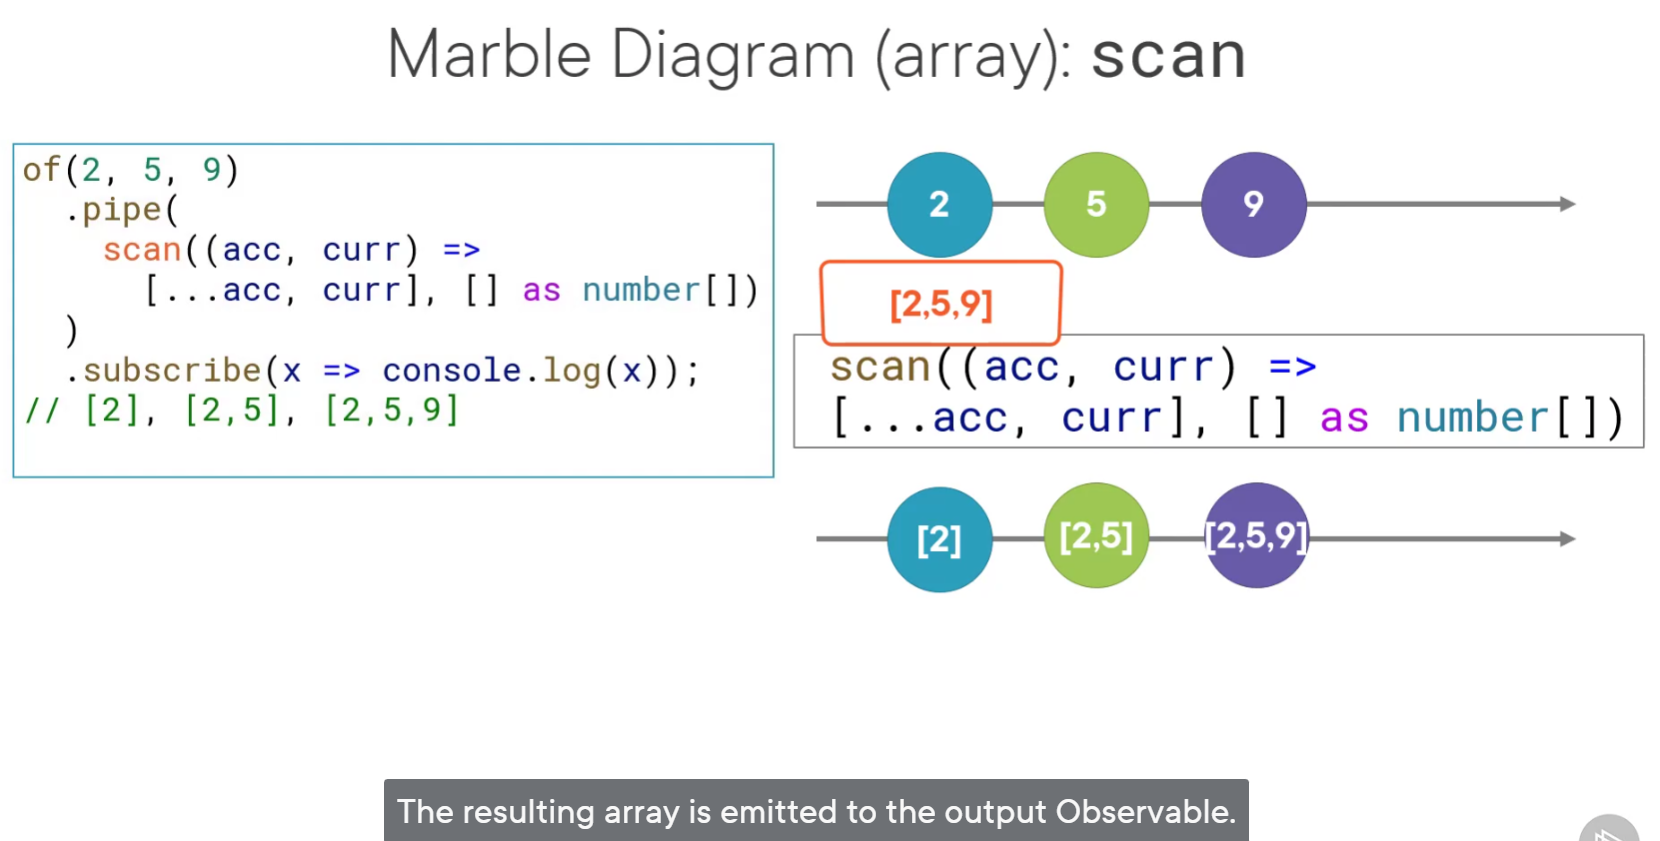 Marble Diagram (array): scan
of(2, 5, 9)
.pipe(
scan((acc, curr) =>
[...acc, curr], [] as number[])
)
.subscribe(x => console.log(x));
// [2], [2,5], [2,5,9]
2 5 9
[2,5,9]
scan((acc, curr) =>
[...acc, curr], [] as number[])
[2] [2,5] [2,5,9]
The resulting array is emitted to the output Observable.